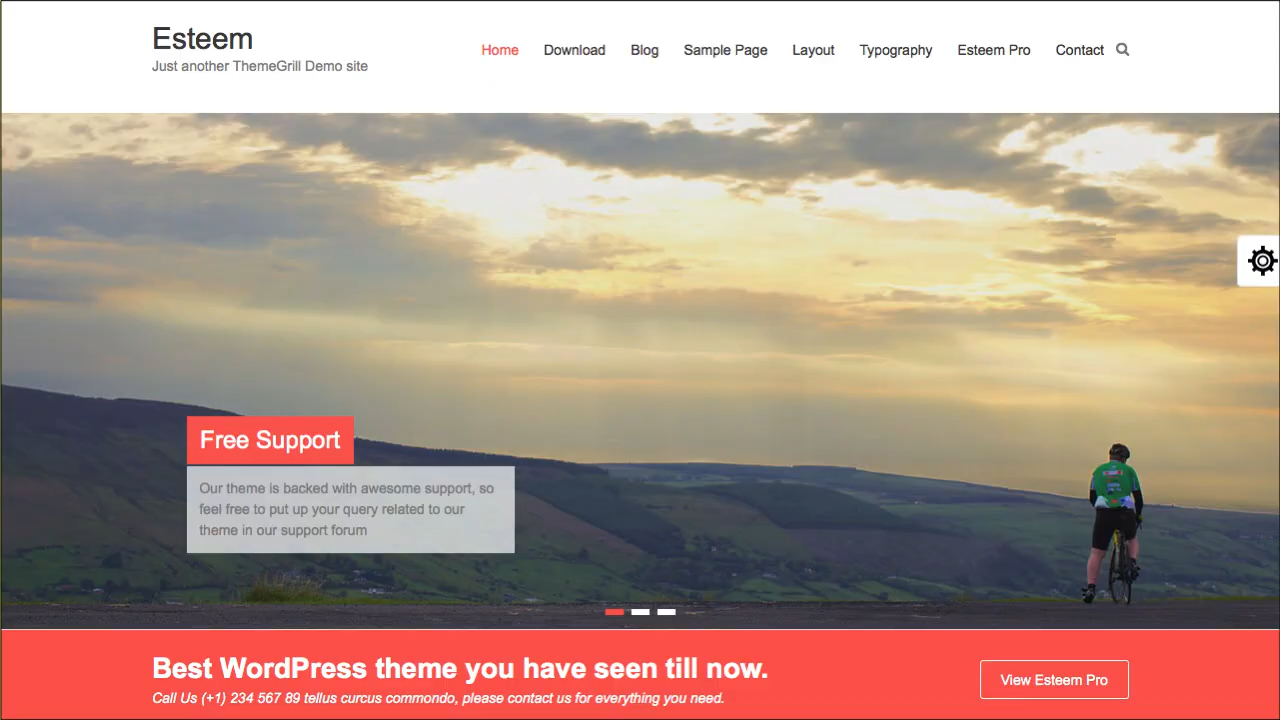 Esteem
Just another ThemeGrill Demo site
Home Download Blog Sample Page Layout Typography Esteem Pro Contact
Free Support
Our theme is backed with awesome support, so
feel free to put up your query related to our
theme in our support forum
Best WordPress theme you have seen till now.
Call Us (+1) 234 567 89 tellus curcus commondo, please contact us for everything you need.
View Esteem Pro